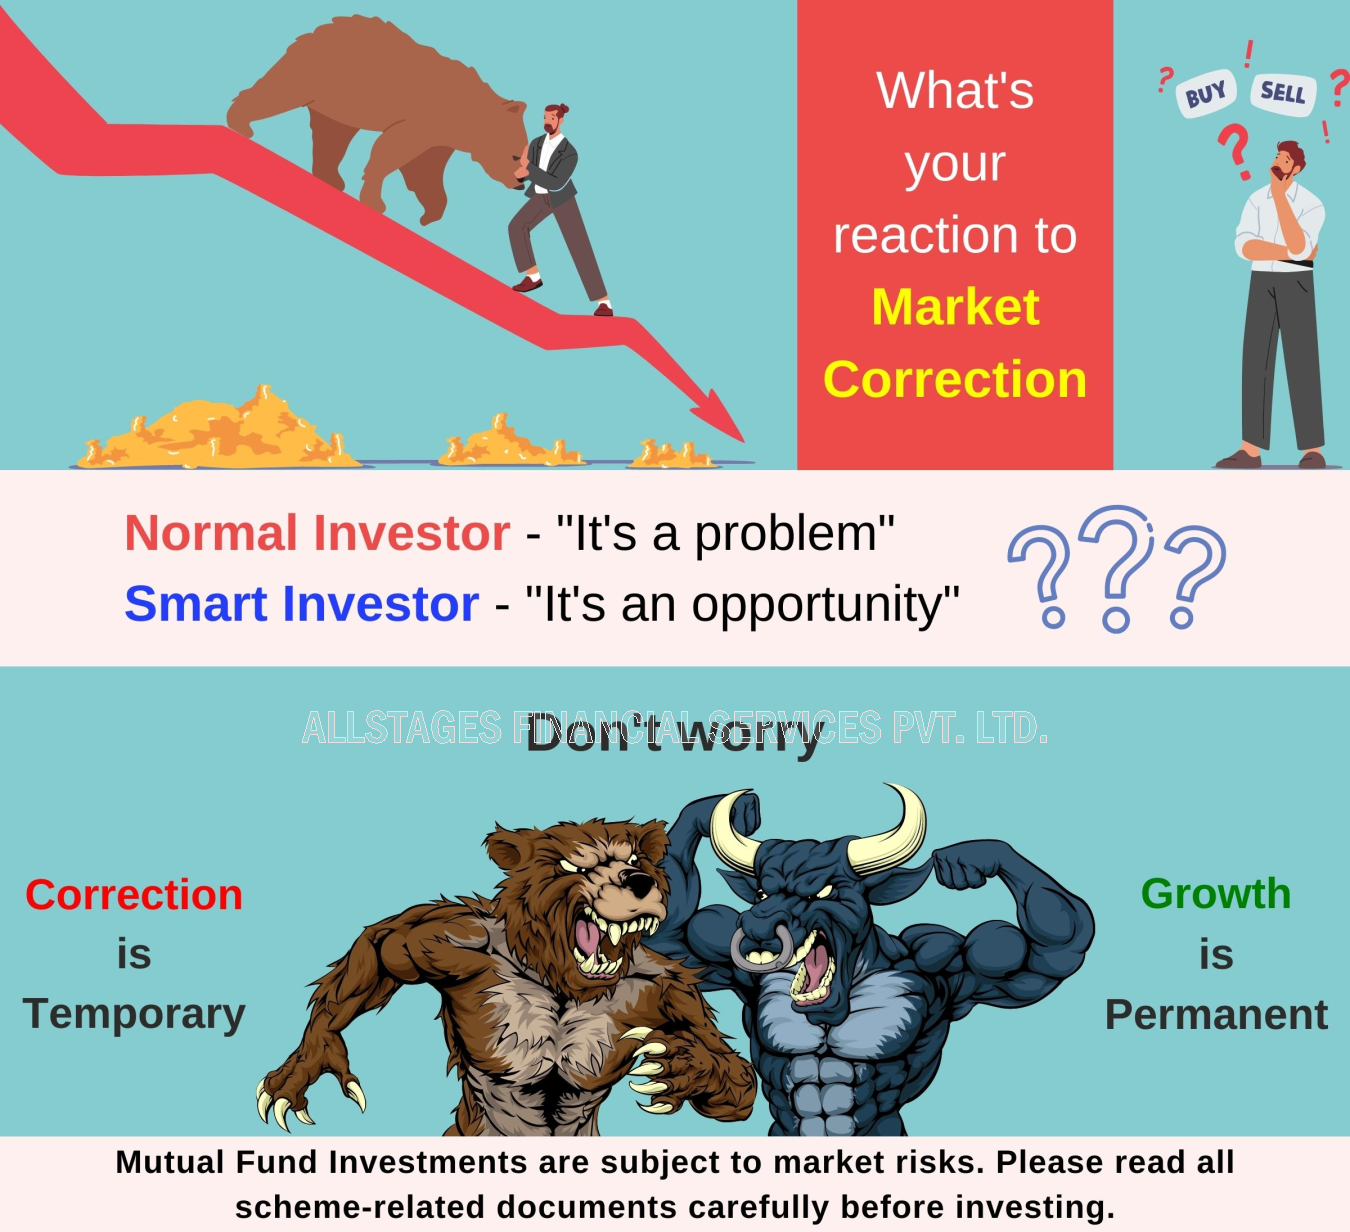 What's
your
reaction to
Market
Correction
BUY
SELL
Normal Investor - "It's a problem"
Smart Investor - "It's an opportunity"
ALLSTAGES FINANCIAL SERVICES PVT. LTD.
Don't worry
Correction
is
Temporary
Growth
is
Permanent
Mutual Fund Investments are subject to market risks. Please read all
scheme-related documents carefully before investing.